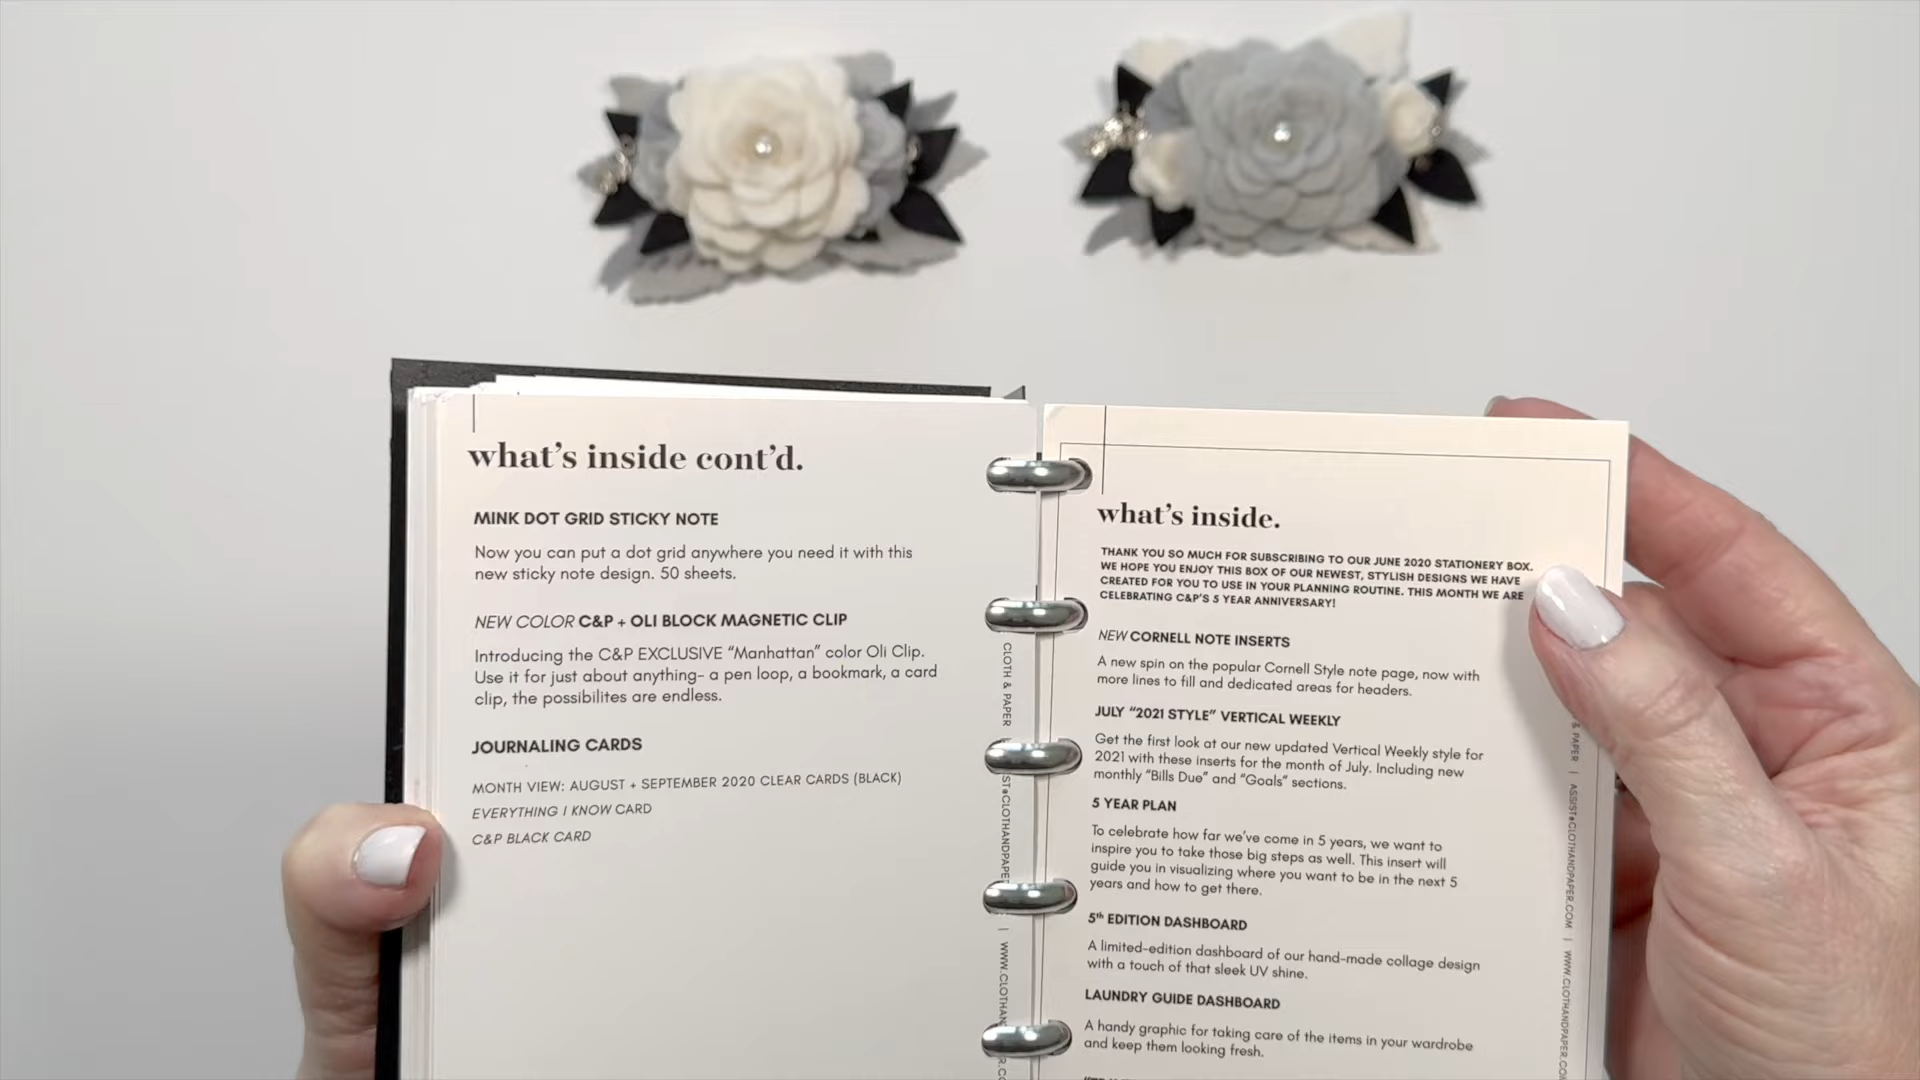 what's inside cont'd.
MINK DOT GRID STICKY NOTE
Now you can put a dot grid anywhere you need it with this
new sticky note design. 50 sheets.
NEW COLOR C&P + OLI BLOCK MAGNETIC CLIP
Introducing the C&P EXCLUSIVE "Manhattan" color Oli Clip.
Use it for just about anything- a pen loop, a bookmark, a card
clip, the possibilites are endless.
JOURNALING CARDS
MONTH VIEW: AUGUST + SEPTEMBER 2020 CLEAR CARDS (BLACK)
EVERYTHING I KNOW CARD
C&P BLACK CARD
CLOTH & PAPER
CLOTHANDPAPER
what's inside.
THANK YOU SO MUCH FOR SUBSCRIBING TO OUR JUNE 2020 STATIONERY BOX.
WE HOPE YOU ENJOY THIS BOX OF OUR NEWEST, STYLISH DESIGNS WE HAVE
CREATED FOR YOU TO USE IN YOUR PLANNING ROUTINE. THIS MONTH WE ARE
CELEBRATING C&P'S 5 YEAR ANNIVERSARY!
NEW CORNELL NOTE INSERTS
A new spin on the popular Cornell Style note page, now with
more lines to fill and dedicated areas for headers.
JULY "2021 STYLE" VERTICAL WEEKLY
Get the first look at our new updated Vertical Weekly style for
2021 with these inserts for the month of July. Including new
monthly "Bills Due" and "Goals" sections.
5 YEAR PLAN
To celebrate how far we've come in 5 years, we want to
inspire you to take those big steps as well. This insert will
guide you in visualizing where you want to be in the next 5
years and how to get there.
5th EDITION DASHBOARD
A limited-edition dashboard of our hand-made collage design
with a touch of that sleek UV shine.
LAUNDRY GUIDE DASHBOARD
A handy graphic for taking care of the items in your wardrobe
and keep them looking fresh.
& PAPER | ASSIST@CLOTHANDPAPER.COM | WWW.CLOTHANDPAPER.COM